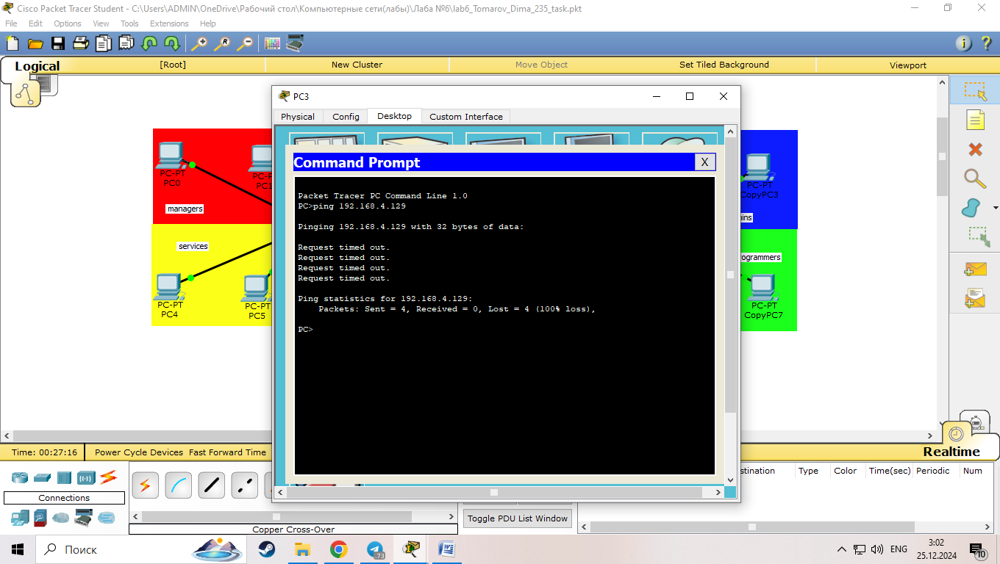 Cisco Packet Tracer Student - C:\Users\ADMIN\OneDrive\Рабочий стол\Компьютерные сети(лабы)\Лаба №6\lab6_Tomarov_Dima_235_task.pkt
File Edit Options View Tools Extensions Help
Logical [Root] New Cluster Move Object Set Tiled Background Viewport
PC3
Physical Config Desktop Custom Interface
Command Prompt X
Packet Tracer PC Command Line 1.0
PC>ping 192.168.4.129
Pinging 192.168.4.129 with 32 bytes of data:
Request timed out.
Request timed out.
Request timed out.
Request timed out.
Ping statistics for 192.168.4.129:
Packets: Sent = 4, Received = 0, Lost = 4 (100% loss),
PC>
PC-PT
PC0
PC-P
PC1
managers
services
PC-PT
PC4
PC-PT
PC5
PC-PT
CopyPC3
ins
ogrammers
PC-PT
CopyPC7
Time: 00:27:16 Power Cycle Devices Fast Forward Time Realtime
Connections
Copper Cross-Over
Toggle PDU List Window
stination Type Color Time(sec) Periodic Num
Поиск
73
ENG
3:02
25.12.2024
10